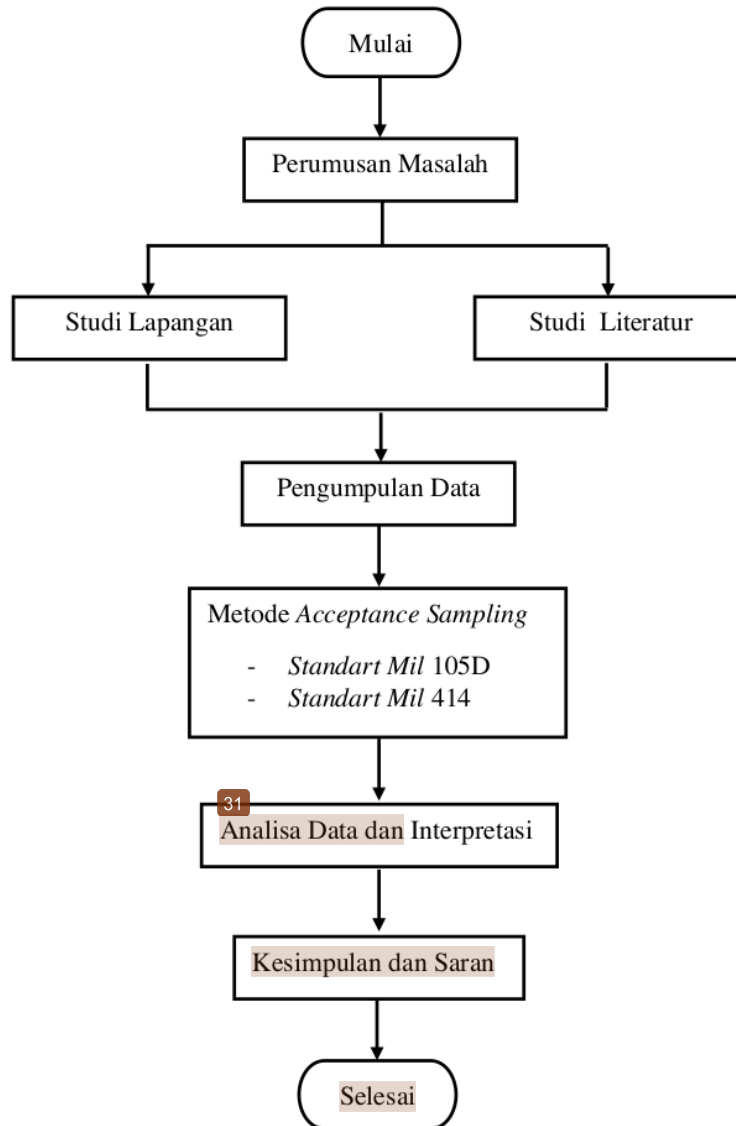 Mulai
Perumusan Masalah
Studi Lapangan
Studi Literatur
Pengumpulan Data
Metode Acceptance Sampling
- Standart Mil 105D
- Standart Mil 414
31
Analisa Data dan Interpretasi
Kesimpulan dan Saran
Selesai